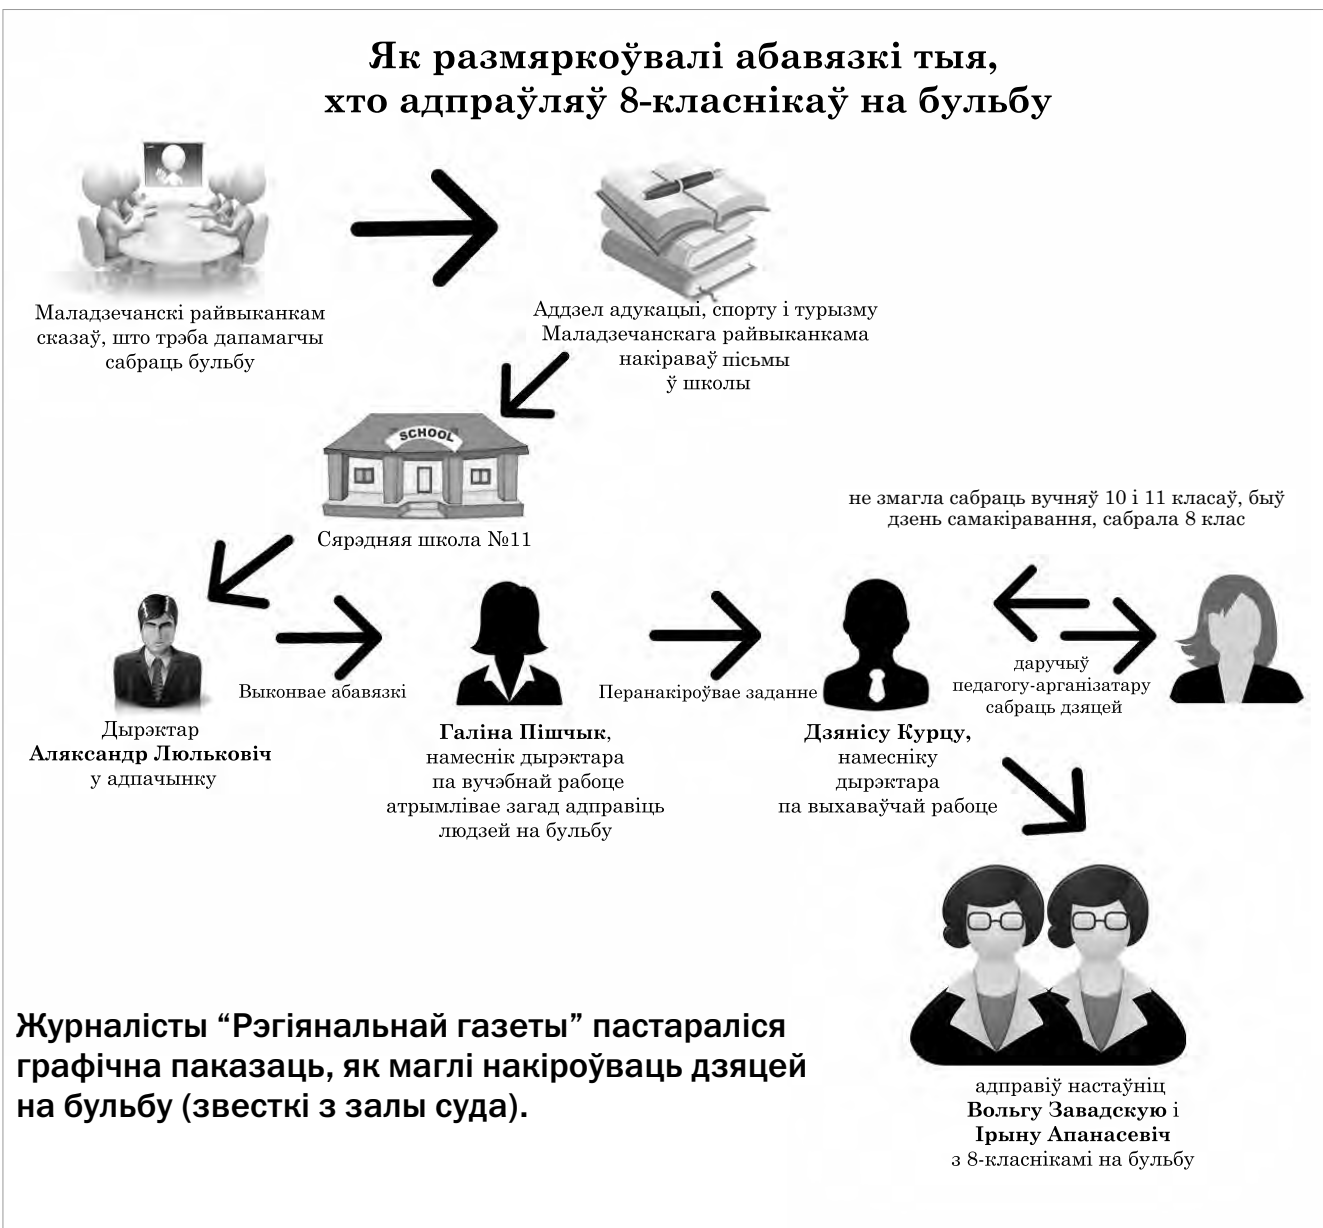 Як размяркоўвалі абавязкі тыя,
хто адпраўляў 8-класнікаў на бульбу
Маладзечанскі райвыканкам
сказаў, што трэба дапамагчы
сабраць бульбу
Аддзел адукацыі, спорту і турызму
Маладзечанскага райвыканкама
накіраваў пісьмы
ў школы
SCHOOL
Сярэдняя школа №11
не змагла сабраць вучняў 10 і 11 класаў, быў
дзень самакіравання, сабрала 8 клас
Дырэктар
Аляксандр Люльковіч
у адпачынку
Выконвае абавязкі
Галіна Пішчык,
намеснік дырэктара
па вучэбнай рабоце
атрымлівае загад адправіць
людзей на бульбу
Перанакіроўвае заданне
Дзянісу Курцу,
намесніку
дырэктара
па выхаваўчай рабоце
даручыў
педагогу-арганізатару
сабраць дзяцей
адправіў настаўніц
Вольгу Завадскую і
Ірыну Апанасевіч
з 8-класнікамі на бульбу
Журналісты “Рэгіянальнай газеты” пастараліся
графічна паказаць, як маглі накіроўваць дзяцей
на бульбу (звесткі з залы суда).